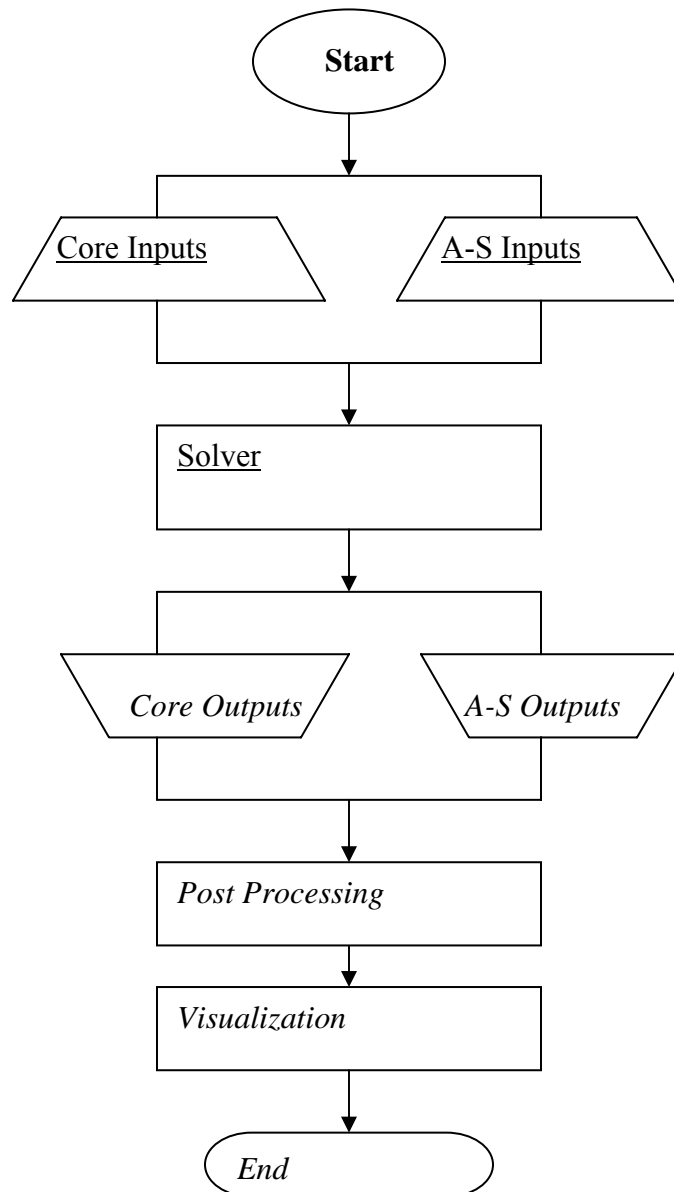 Start
Core Inputs
A-S Inputs
Solver
Core Outputs
A-S Outputs
Post Processing
Visualization
End